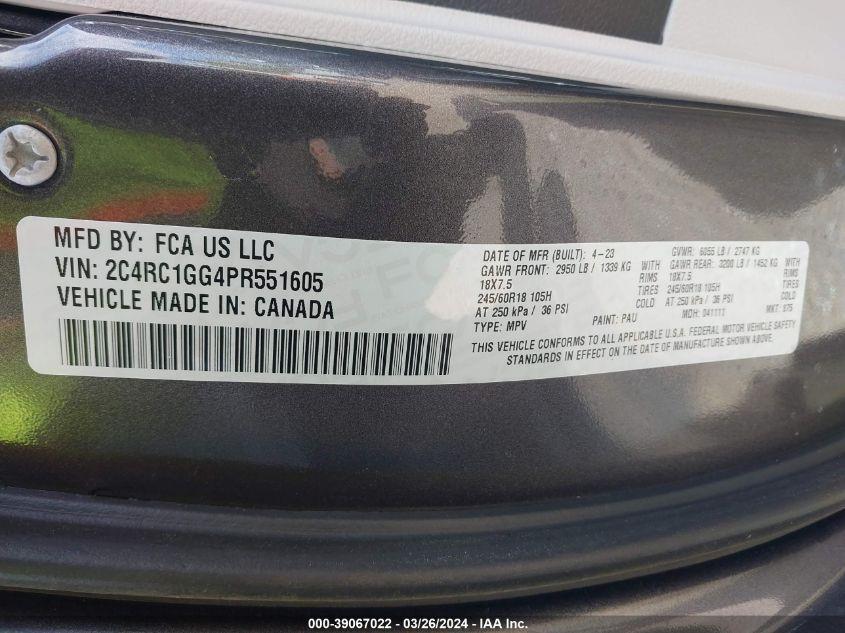 MFD BY: FCA US LLC
VIN: 2C4RC1GG4PR551605
VEHICLE MADE IN: CANADA
DATE OF MFR (BUILT): 4-23 GVWR: 6055 LB / 2747 KG
GAWR FRONT: 2950 LB / 1339 KG WITH GAWR REAR: 3200 LB / 1452 KG WITH
18X7.5 RIMS 18X7.5 RIMS
245/60R18 105H TIRES 245/60R18 105H TIRES
AT 250 kPa / 36 PSI COLD AT 250 kPa / 36 PSI COLD
TYPE: MPV PAINT: PAU MDH: 041111 MKT: 875
THIS VEHICLE CONFORMS TO ALL APPLICABLE U.S.A. FEDERAL MOTOR VEHICLE SAFETY
STANDARDS IN EFFECT ON THE DATE OF MANUFACTURE SHOWN ABOVE.
000-39067022 - 03/26/2024 - IAA Inc.